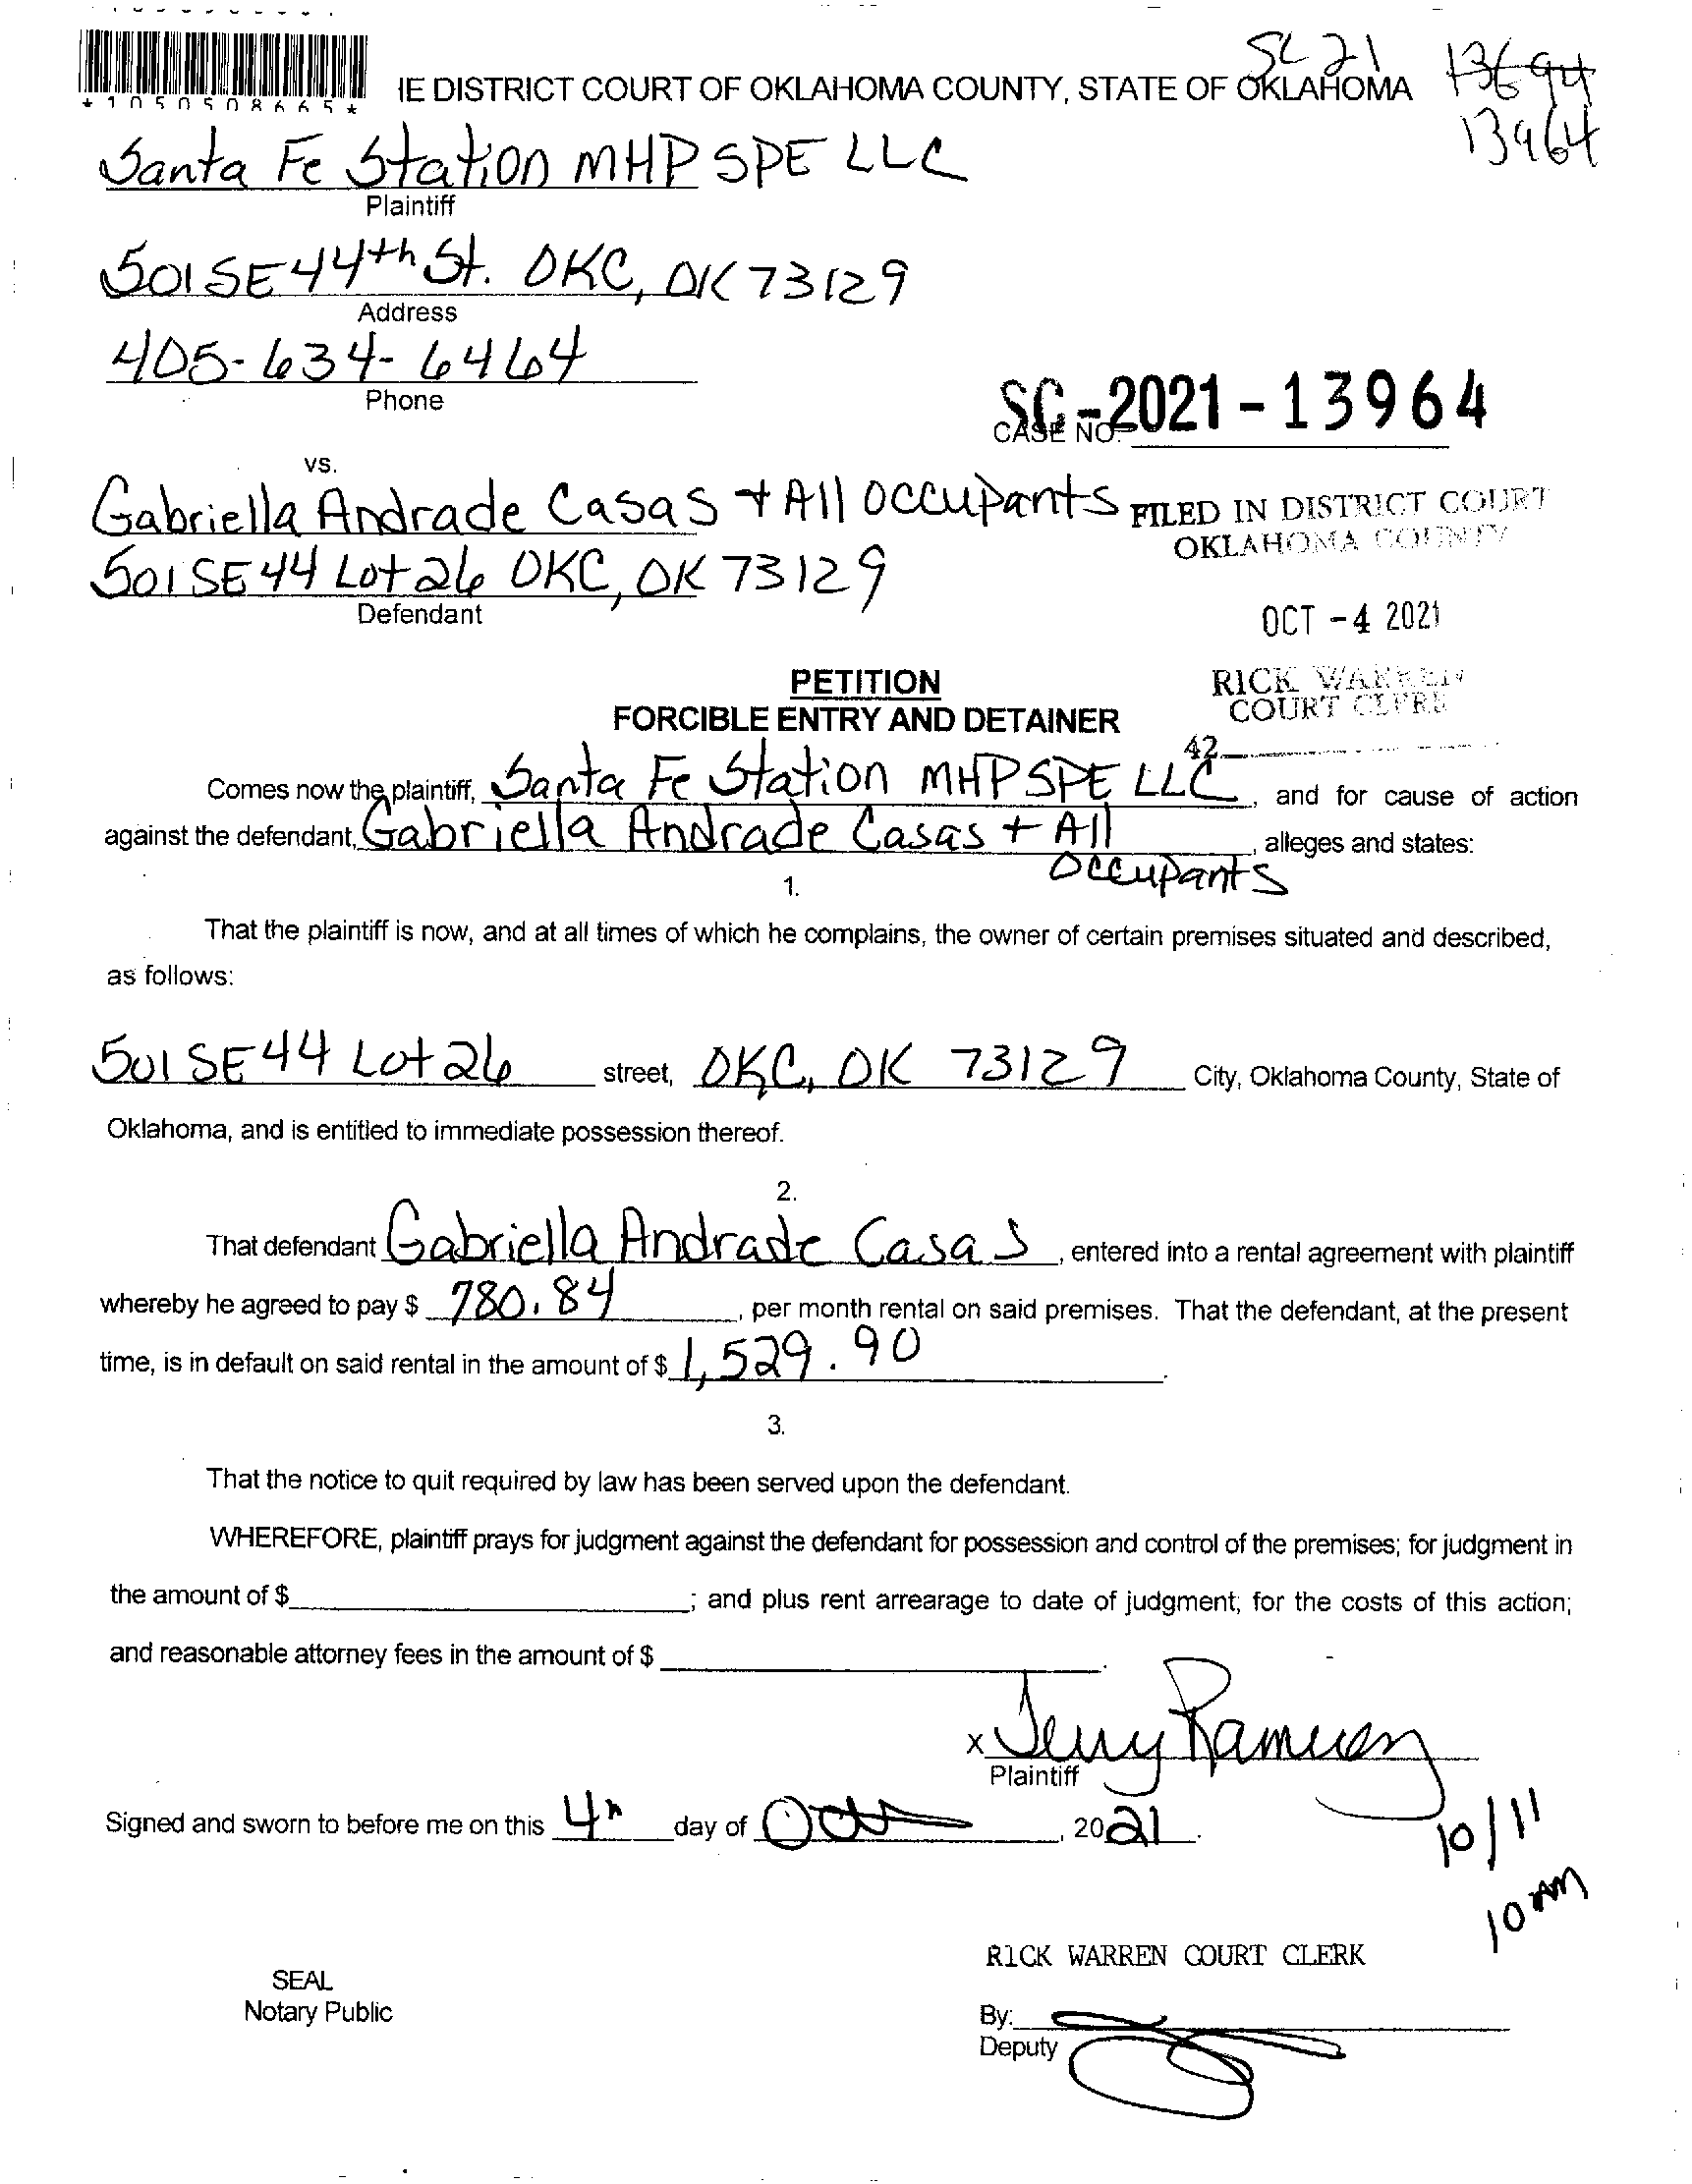 SC 21 13694
*1050508665*
IE DISTRICT COURT OF OKLAHOMA COUNTY, STATE OF OKLAHOMA
13964
Santa Fe Station MHP SPE LLC
Plaintiff
501 SE 44th St. OKC, OK 73129
Address
405-634-6464
Phone
SC-2021-13964
CASE NO.
vs.
Gabriella Andrade Casas + All occupants
FILED IN DISTRICT COURT
OKLAHOMA COUNTY
501 SE 44 Lot 26 OKC, OK 73129
Defendant
OCT -4 2021
PETITION
FORCIBLE ENTRY AND DETAINER
RICK WARREN
COURT CLERK
42
Comes now the plaintiff, Santa Fe Station MHP SPE LLC, and for cause of action
against the defendant, Gabriella Andrade Casas + All occupants, alleges and states:
1.
That the plaintiff is now, and at all times of which he complains, the owner of certain premises situated and described,
as follows:
501 SE 44 Lot 26 street, OKC, OK 73129 City, Oklahoma County, State of
Oklahoma, and is entitled to immediate possession thereof.
2.
That defendant Gabriella Andrade Casas, entered into a rental agreement with plaintiff
whereby he agreed to pay $ 780.84, per month rental on said premises. That the defendant, at the present
time, is in default on said rental in the amount of $ 1,529.90.
3.
That the notice to quit required by law has been served upon the defendant.
WHEREFORE, plaintiff prays for judgment against the defendant for possession and control of the premises; for judgment in
the amount of $ ; and plus rent arrearage to date of judgment; for the costs of this action;
and reasonable attorney fees in the amount of $ .
x Jerry Ramirez
Plaintiff
Signed and sworn to before me on this 4th day of Oct, 2021.
10/11
10 AM
RICK WARREN COURT CLERK
SEAL
Notary Public
By:
Deputy